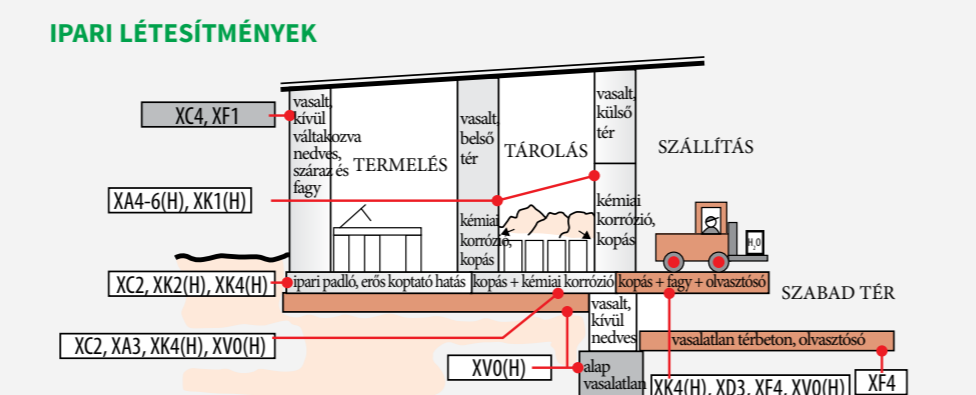 IPARI LÉTESÍTMÉNYEK
XC4, XF1
vasalt,
kívül
váltakozva
nedves,
száraz és
fagy
TERMELÉS
vasalt,
belső
tér
TÁROLÁS
vasalt,
külső
tér
SZÁLLÍTÁS
XA4-6(H), XK1(H)
kémiai
korrózió,
kopás
kémiai
korrózió,
kopás
H2O
XC2, XK2(H), XK4(H)
ipari padló, erős koptató hatás
kopás + kémiai korrózió
kopás + fagy + olvasztósó
SZABAD TÉR
vasalt,
kívül
nedves
XC2, XA3, XK4(H), XV0(H)
vasalatlan térbeton, olvasztósó
XV0(H)
alap
vasalatlan
XK4(H), XD3, XF4, XV0(H)
XF4